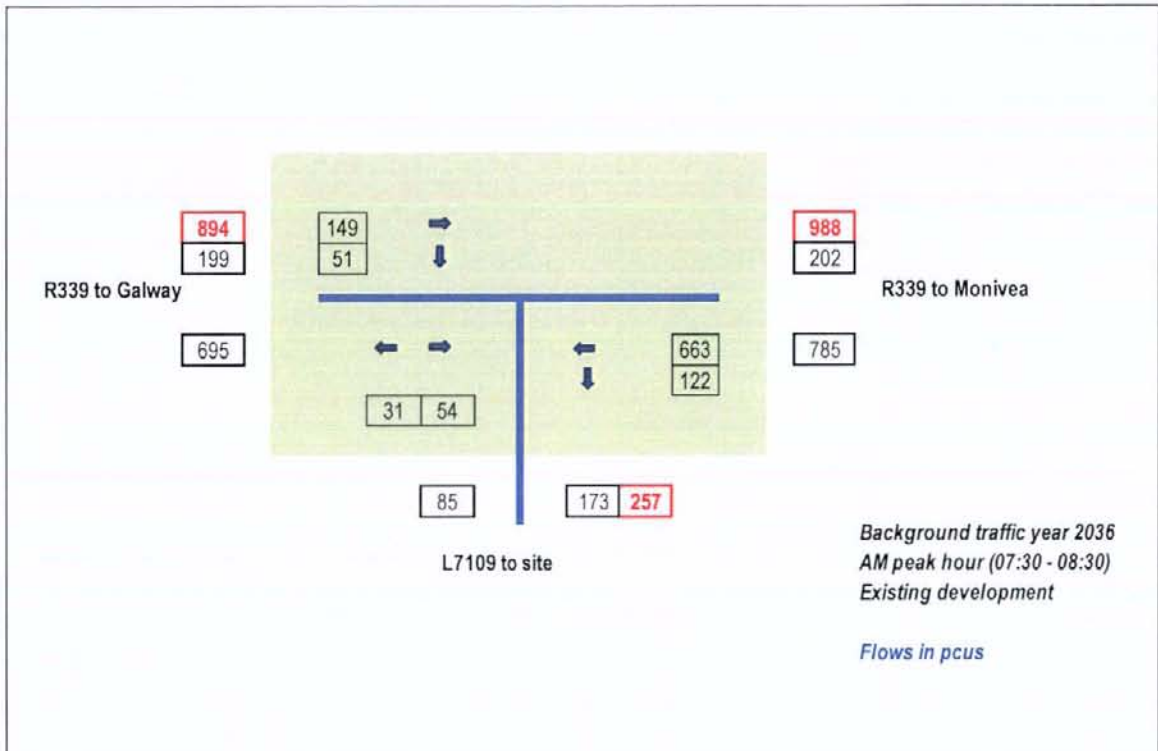 894
199
R339 to Galway
695
149
51
988
202
R339 to Monivea
785
663
122
31 54
85
173 257
L7109 to site
Background traffic year 2036
AM peak hour (07:30 - 08:30)
Existing development
Flows in pcus